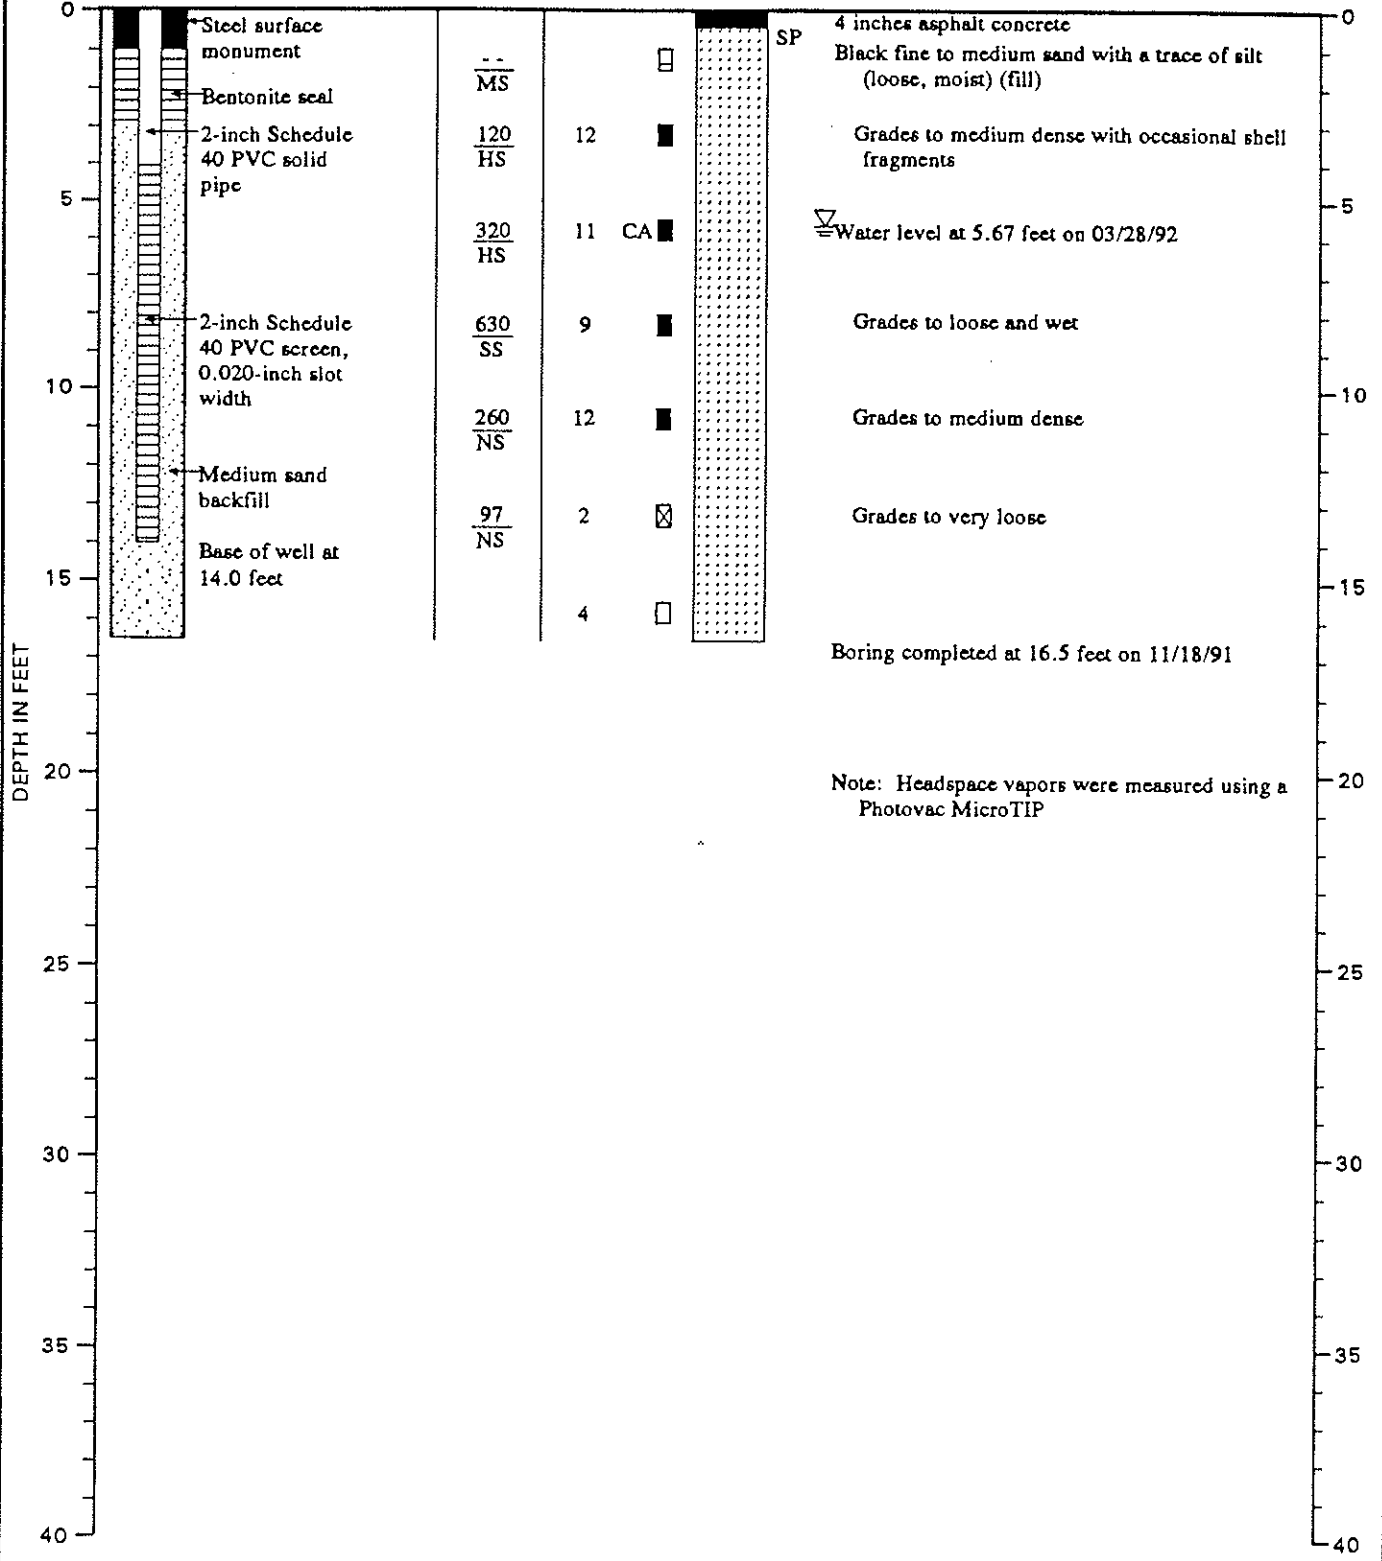 0
Steel surface
monument
Bentonite seal
2-inch Schedule
40 PVC solid
pipe
5
2-inch Schedule
40 PVC screen,
0.020-inch slot
width
10
Medium sand
backfill
Base of well at
14.0 feet
15
DEPTH IN FEET
20
25
30
35
40
--
MS
120
HS
320
HS
630
SS
260
NS
97
NS
12
11 CA
9
12
2
4
SP
4 inches asphalt concrete
Black fine to medium sand with a trace of silt
(loose, moist) (fill)
Grades to medium dense with occasional shell
fragments
Water level at 5.67 feet on 03/28/92
Grades to loose and wet
Grades to medium dense
Grades to very loose
Boring completed at 16.5 feet on 11/18/91
Note: Headspace vapors were measured using a
Photovac MicroTIP
0
5
10
15
20
25
30
35
40